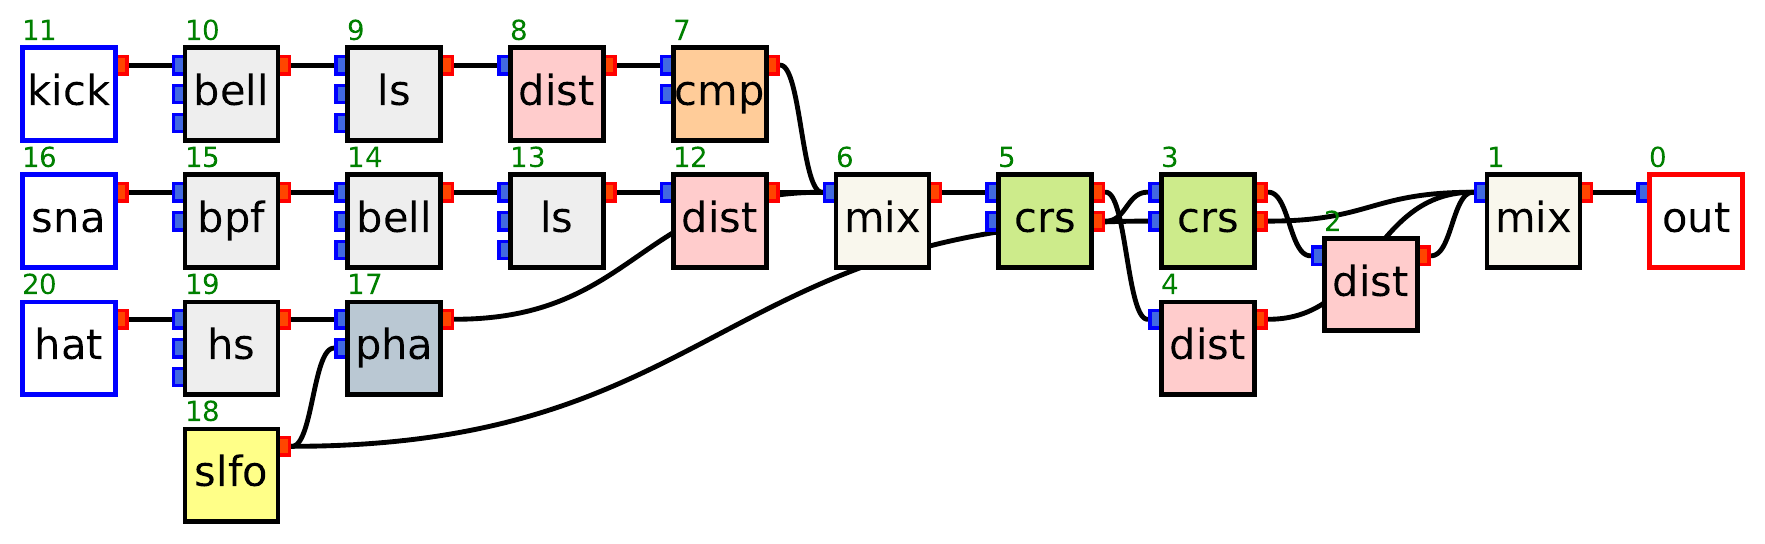 11 10 9 8 7
kick bell ls dist cmp
16 15 14 13 12 6 5 3 1 0
sna bpf bell ls dist mix crs crs mix out
2
dist
20 19 17 4
hat hs pha dist
18
slfo